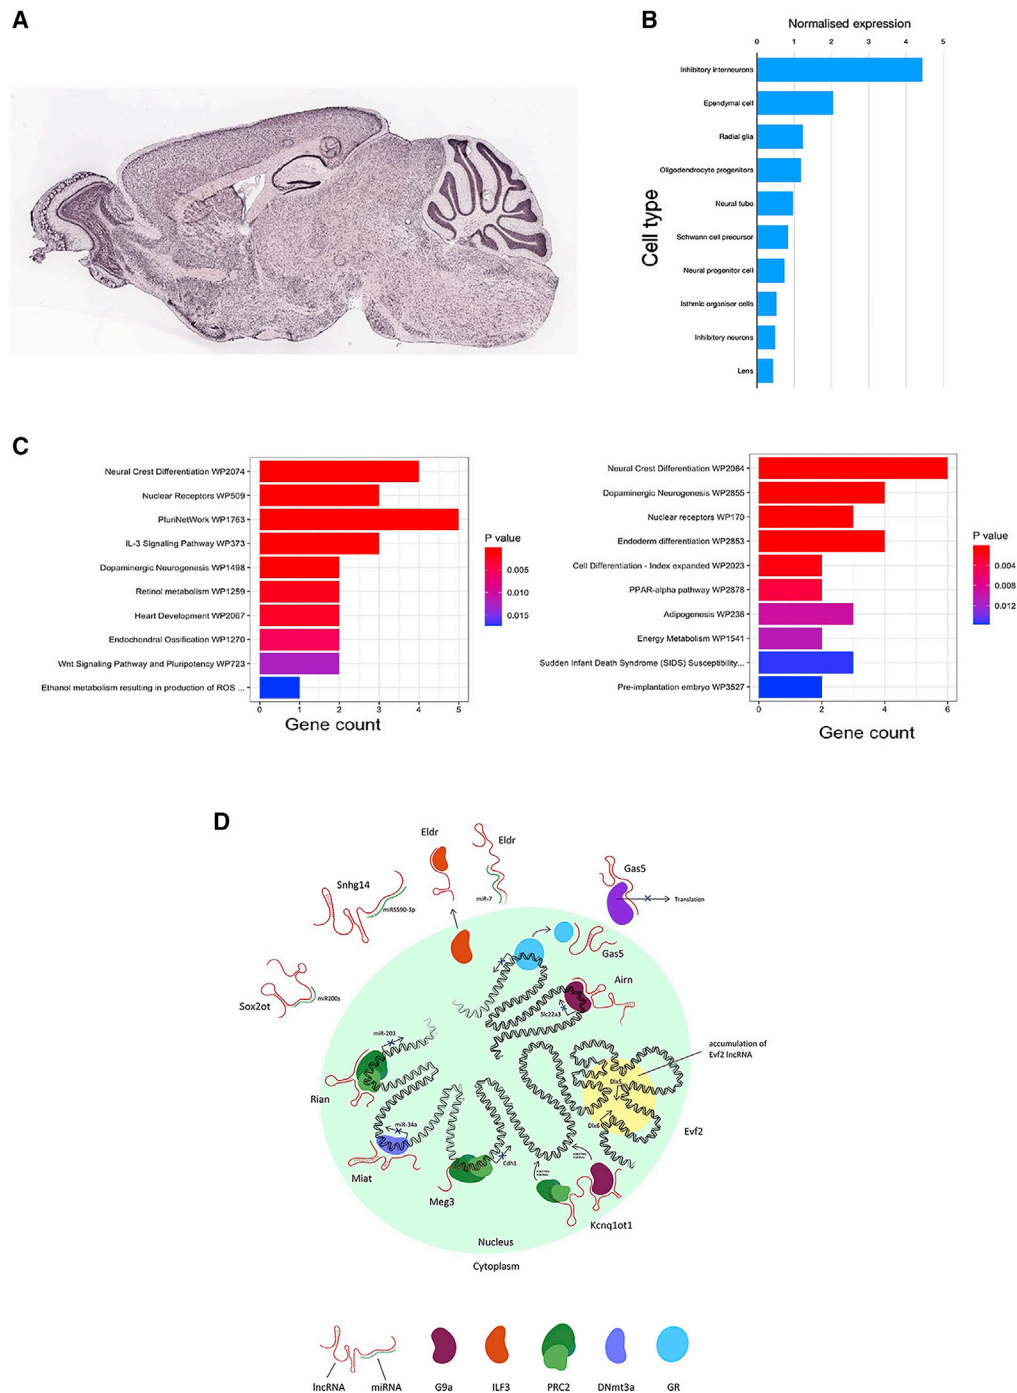 A
B
Normalised expression
0 1 2 3 4 5
Cell type
Inhibitory interneurons
Ependymal cell
Radial glia
Oligodendrocyte progenitors
Neural tube
Schwann cell precursor
Neural progenitor cell
Isthmic organiser cells
Inhibitory neurons
Lens
C
Neural Crest Differentiation WP2074
Nuclear Receptors WP509
PluriNetWork WP1763
IL-3 Signaling Pathway WP373
Dopaminergic Neurogenesis WP1498
Retinol metabolism WP1259
Heart Development WP2067
Endochondral Ossification WP1270
Wnt Signaling Pathway and Pluripotency WP723
Ethanol metabolism resulting in production of ROS ...
0 1 2 3 4 5
Gene count
P value
0.005
0.010
0.015
Neural Crest Differentiation WP2064
Dopaminergic Neurogenesis WP2855
Nuclear receptors WP170
Endoderm differentiation WP2853
Cell Differentiation - Index expanded WP2023
PPAR-alpha pathway WP2878
Adipogenesis WP236
Energy Metabolism WP1541
Sudden Infant Death Syndrome (SIDS) Susceptibility...
Pre-implantation embryo WP3527
0 2 4 6
Gene count
P value
0.004
0.008
0.012
D
Eldr
Eldr
miR-7
Snhg14
miR5590-3p
Gas5
Translation
Gas5
Sox2ot
miR200s
Airn
Slc22a3
miR-203
Rian
accumulation of
Evf2 lncRNA
Dlx5
Dlx6
Evf2
miR-34a
Miat
Meg3
Cdh1
Kcnq1ot1
Nucleus
Cytoplasm
lncRNA
miRNA
G9a
ILF3
PRC2
DNmt3a
GR